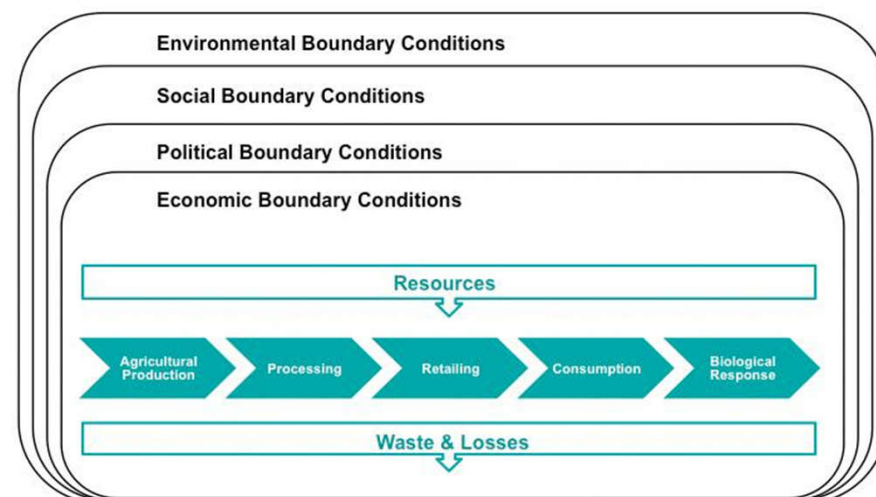 Environmental Boundary Conditions
Social Boundary Conditions
Political Boundary Conditions
Economic Boundary Conditions
Resources
Agricultural
Production
Processing
Retailing
Consumption
Biological
Response
Waste & Losses